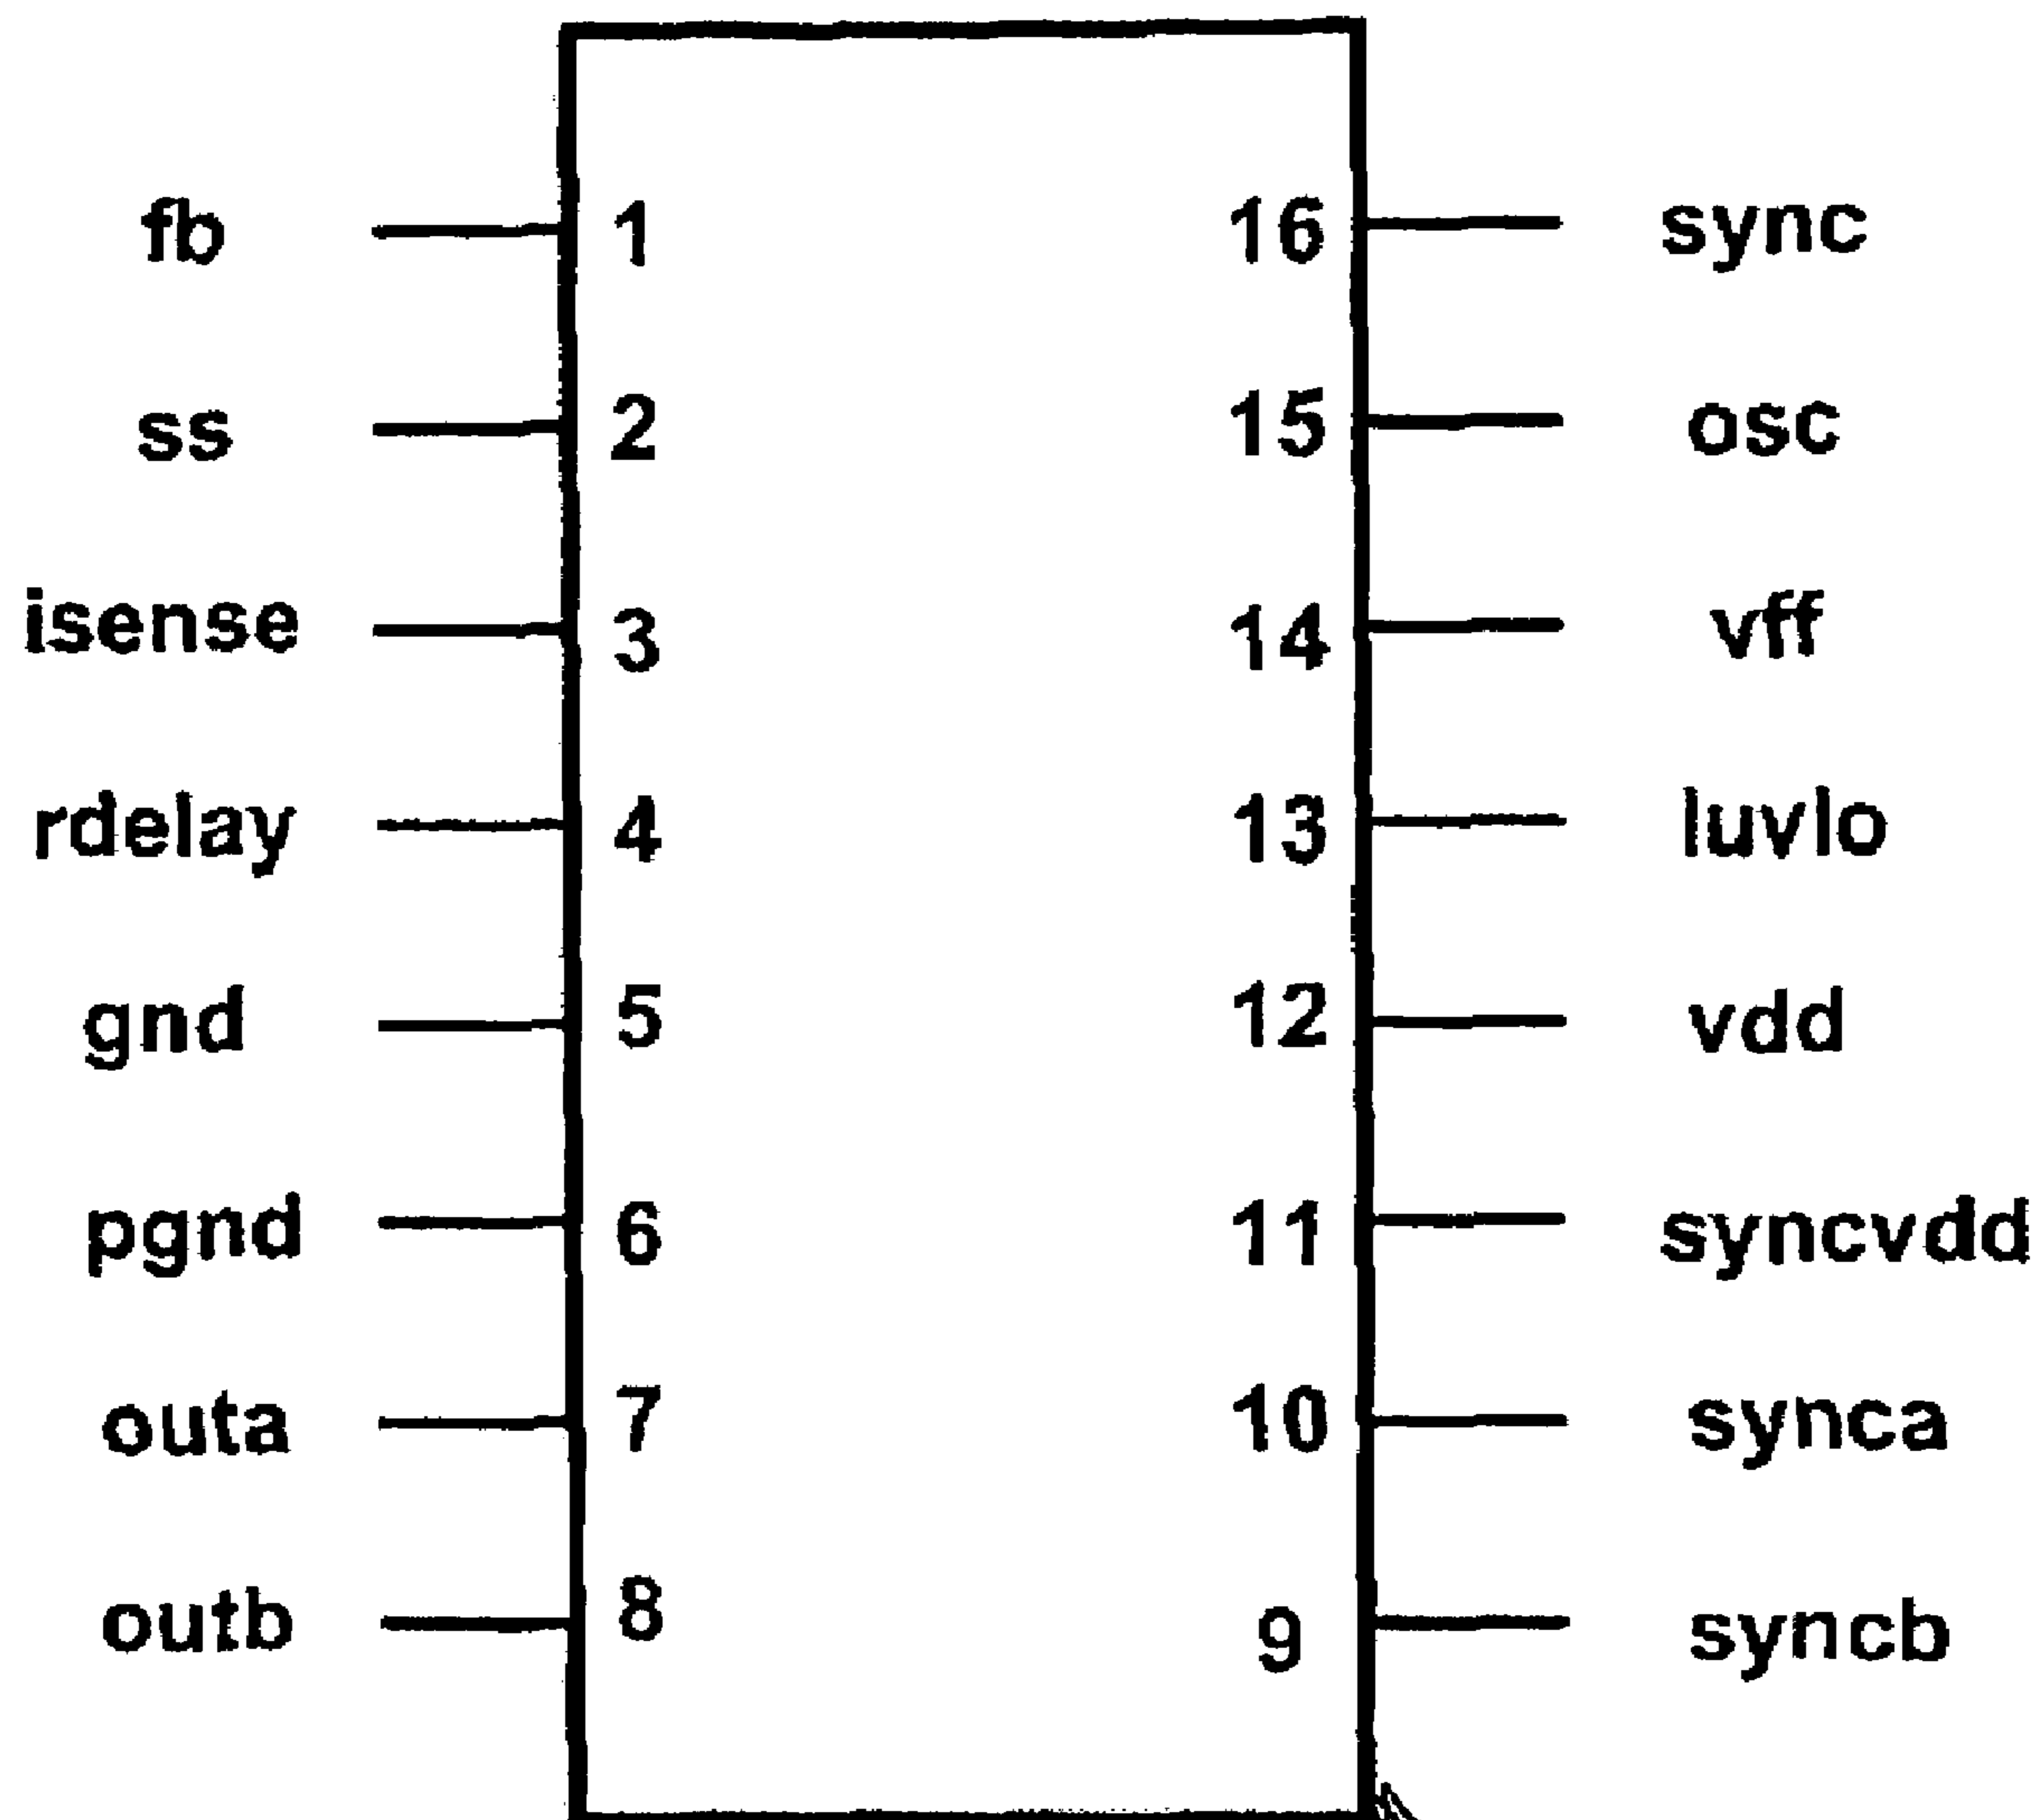 fb 1 16 sync
ss 2 15 osc
isense 3 14 vff
rdelay 4 13 luvlo
gnd 5 12 vdd
pgnd 6 11 syncvdd
outa 7 10 synca
outb 8 9 syncb